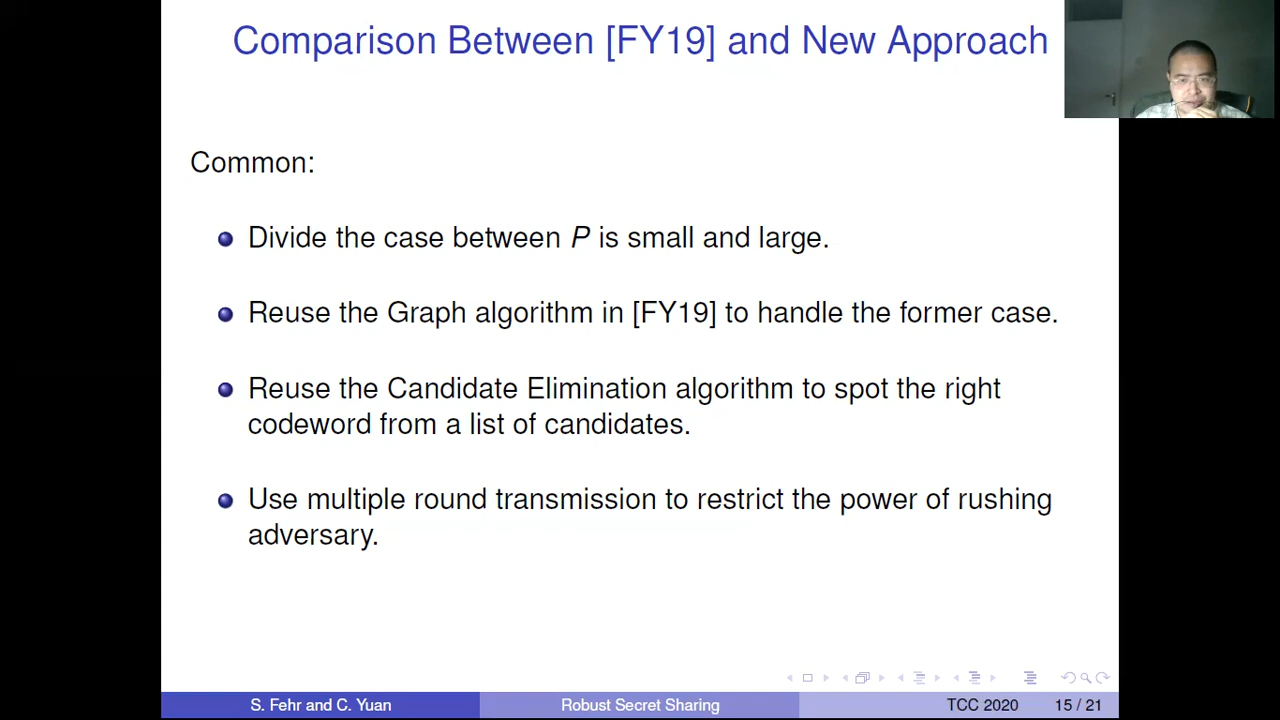 Comparison Between [FY19] and New Approach
Common:
Divide the case between P is small and large.
Reuse the Graph algorithm in [FY19] to handle the former case.
Reuse the Candidate Elimination algorithm to spot the right
codeword from a list of candidates.
Use multiple round transmission to restrict the power of rushing
adversary.
S. Fehr and C. Yuan
Robust Secret Sharing
TCC 2020
15 / 21